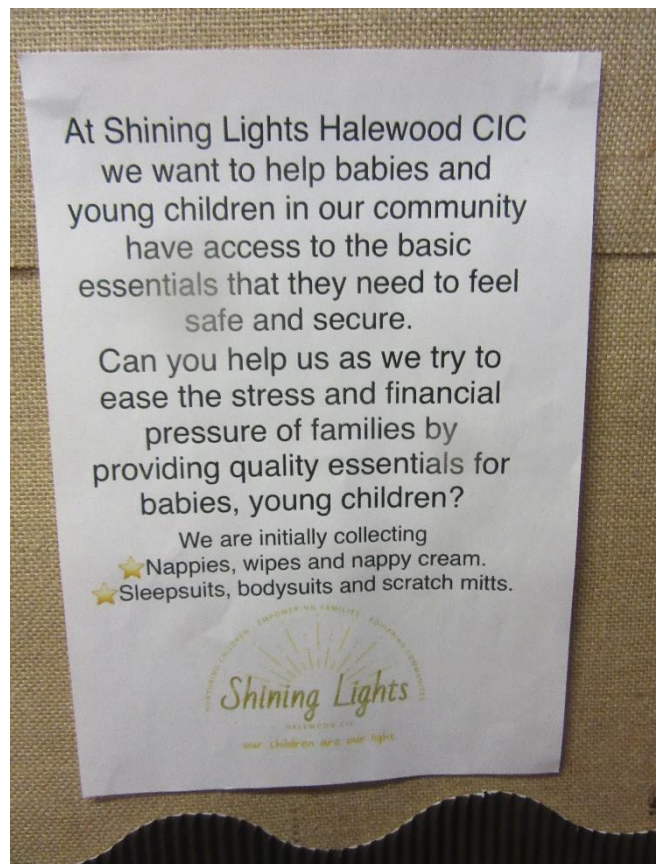 At Shining Lights Halewood CIC
we want to help babies and
young children in our community
have access to the basic
essentials that they need to feel
safe and secure.
Can you help us as we try to
ease the stress and financial
pressure of families by
providing quality essentials for
babies, young children?
We are initially collecting
⭐Nappies, wipes and nappy cream.
⭐Sleepsuits, bodysuits and scratch mitts.
CHILDREN · EMPOWERING FAMILIES · COMMUNITIES
Shining Lights
HALEWOOD CIC
our children are our light